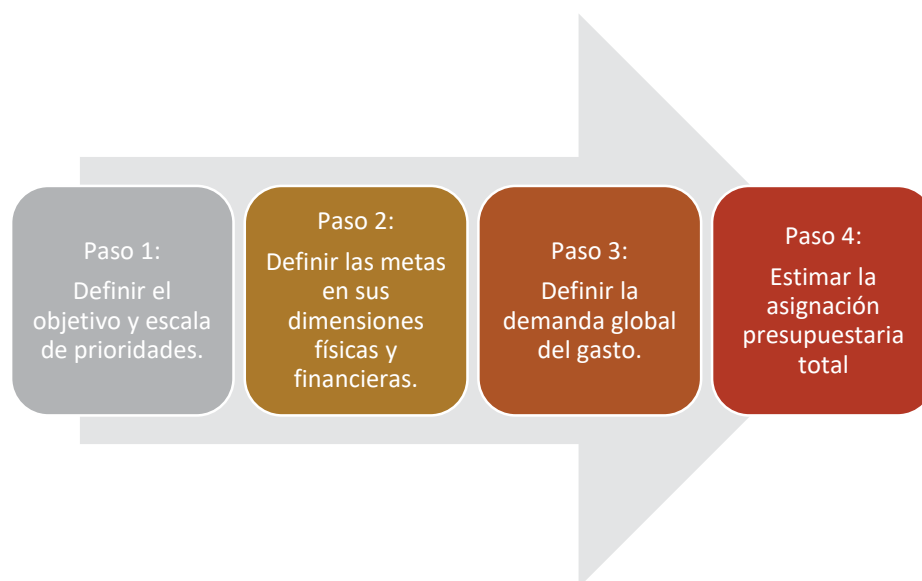 Paso 1:
Definir el
objetivo y escala
de prioridades.
Paso 2:
Definir las metas
en sus
dimensiones
físicas y
financieras.
Paso 3:
Definir la
demanda global
del gasto.
Paso 4:
Estimar la
asignación
presupuestaria
total